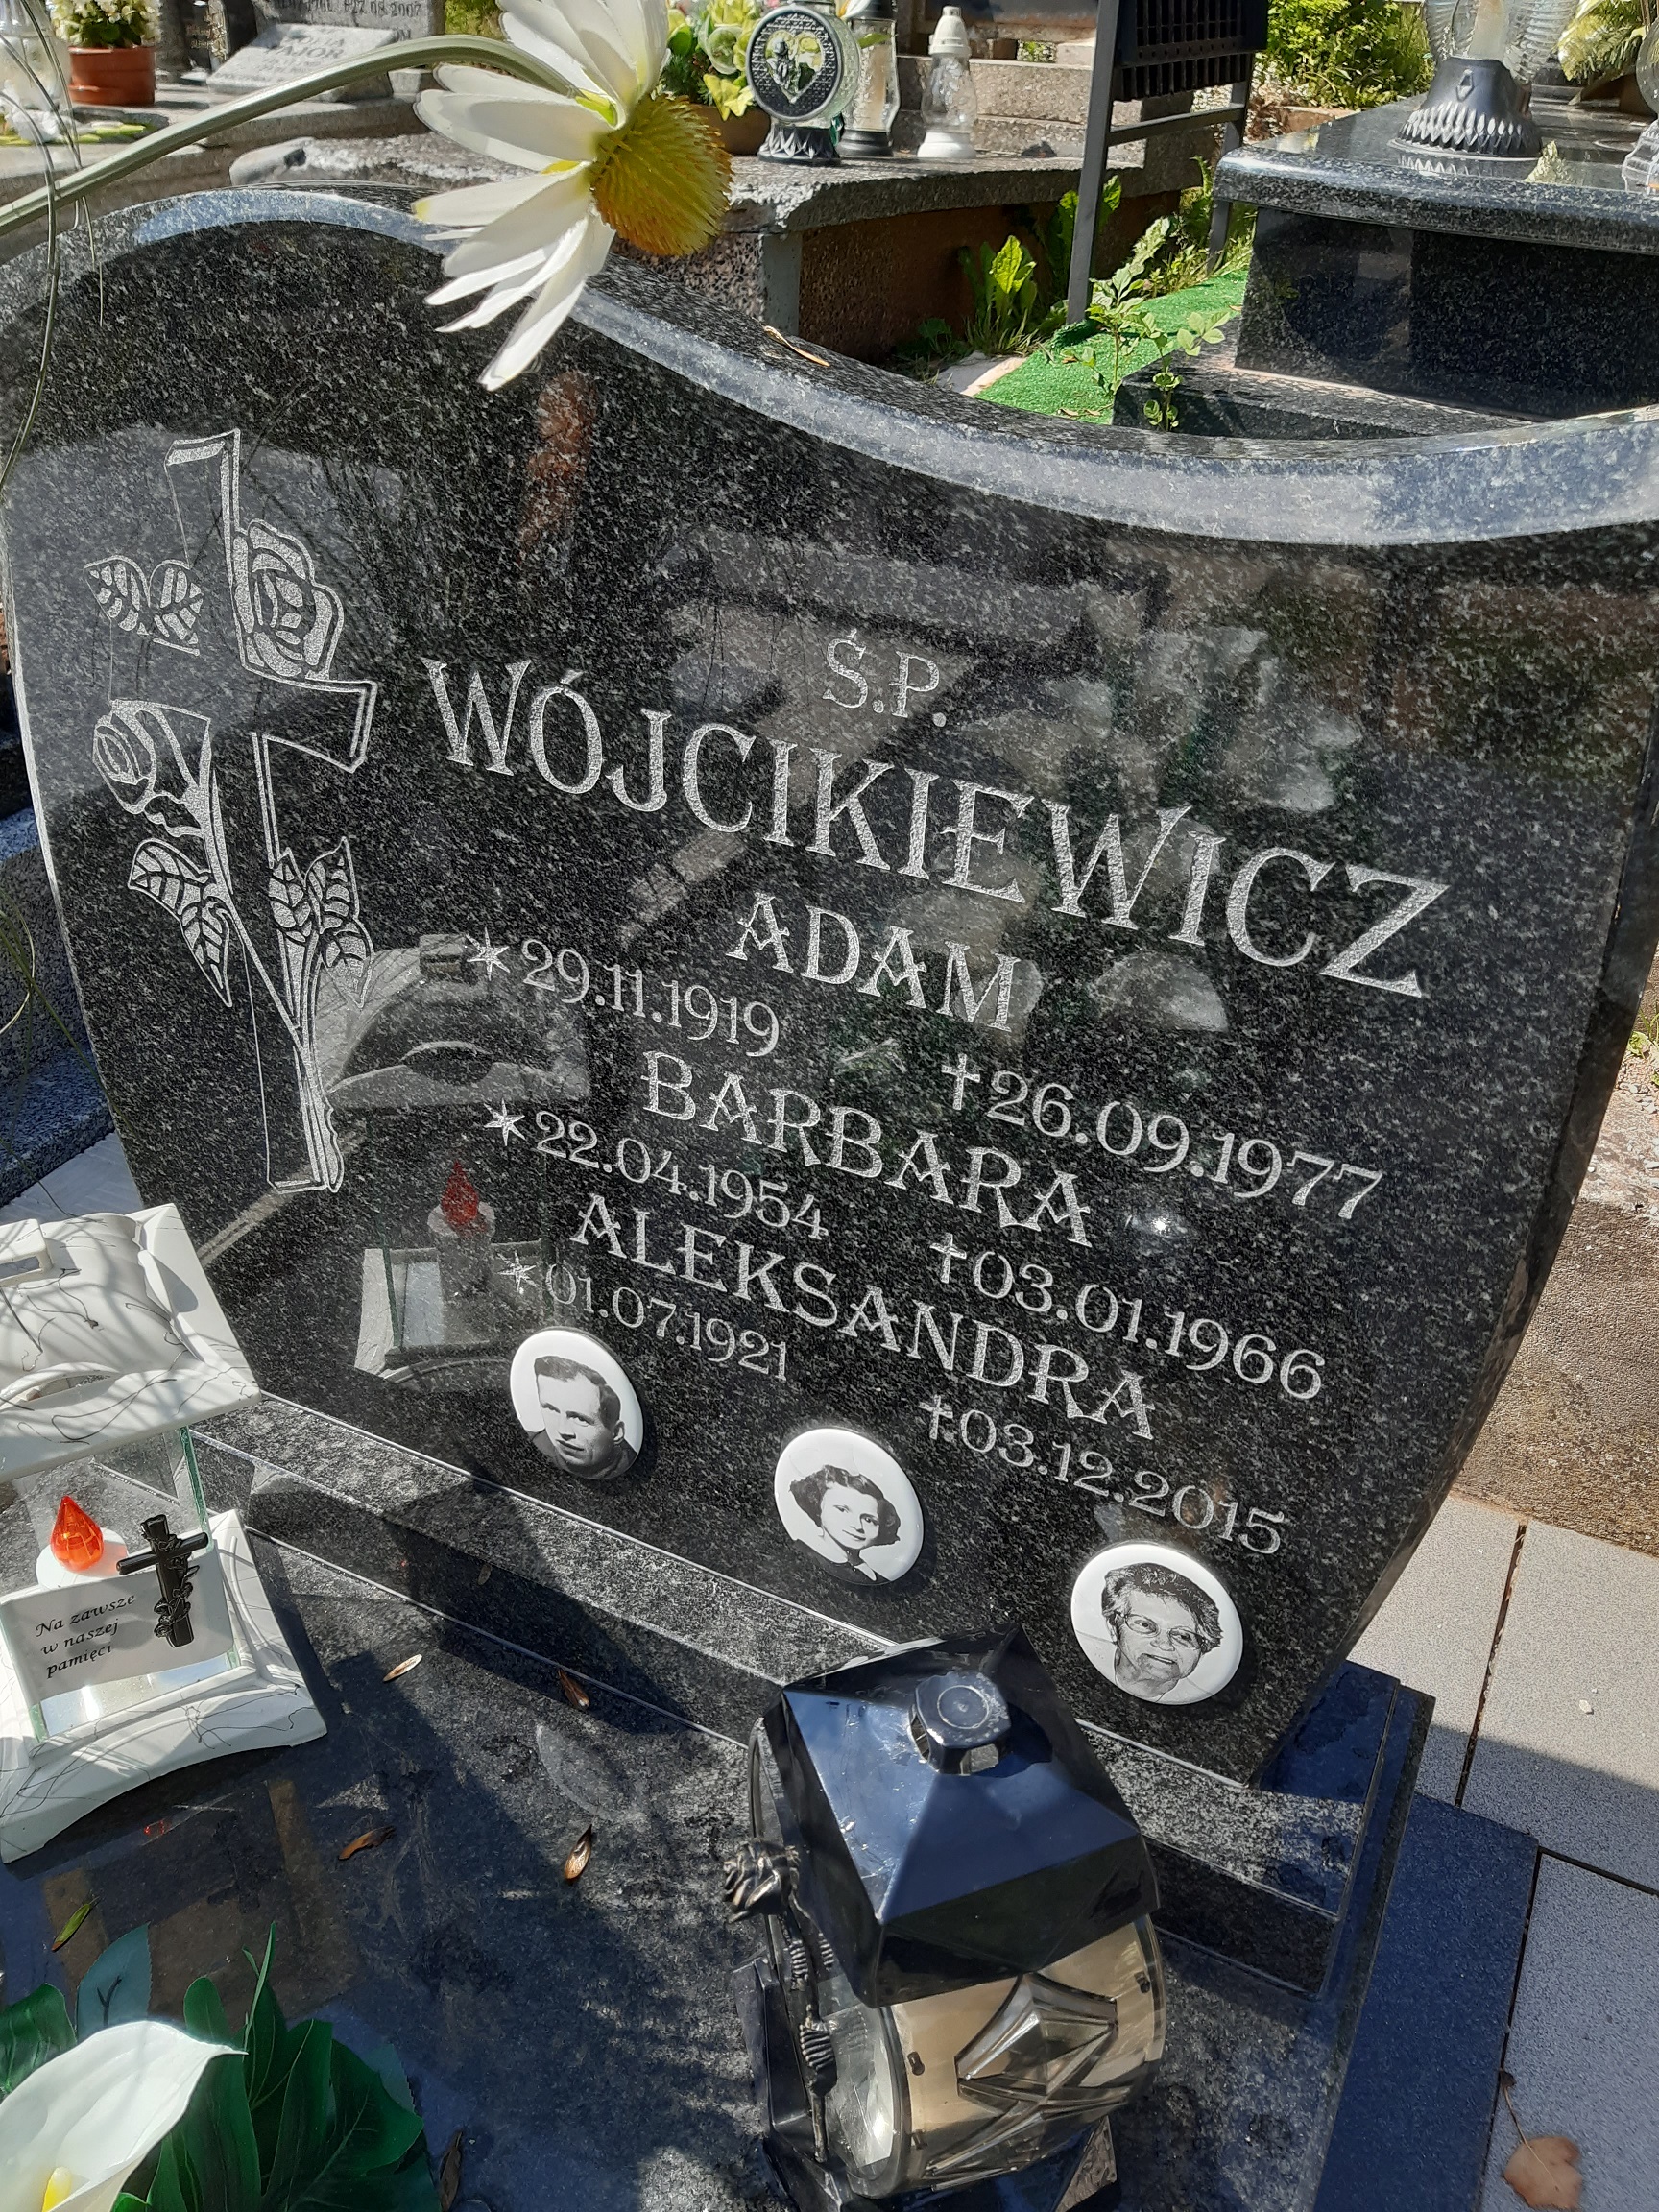 Ś.P.
WÓJCIKIEWICZ
ADAM
29.11.1919 26.09.1977
BARBARA
22.04.1954 03.01.1966
ALEKSANDRA
01.07.1921 03.12.2015
Na zawsze
w naszej
pamięci